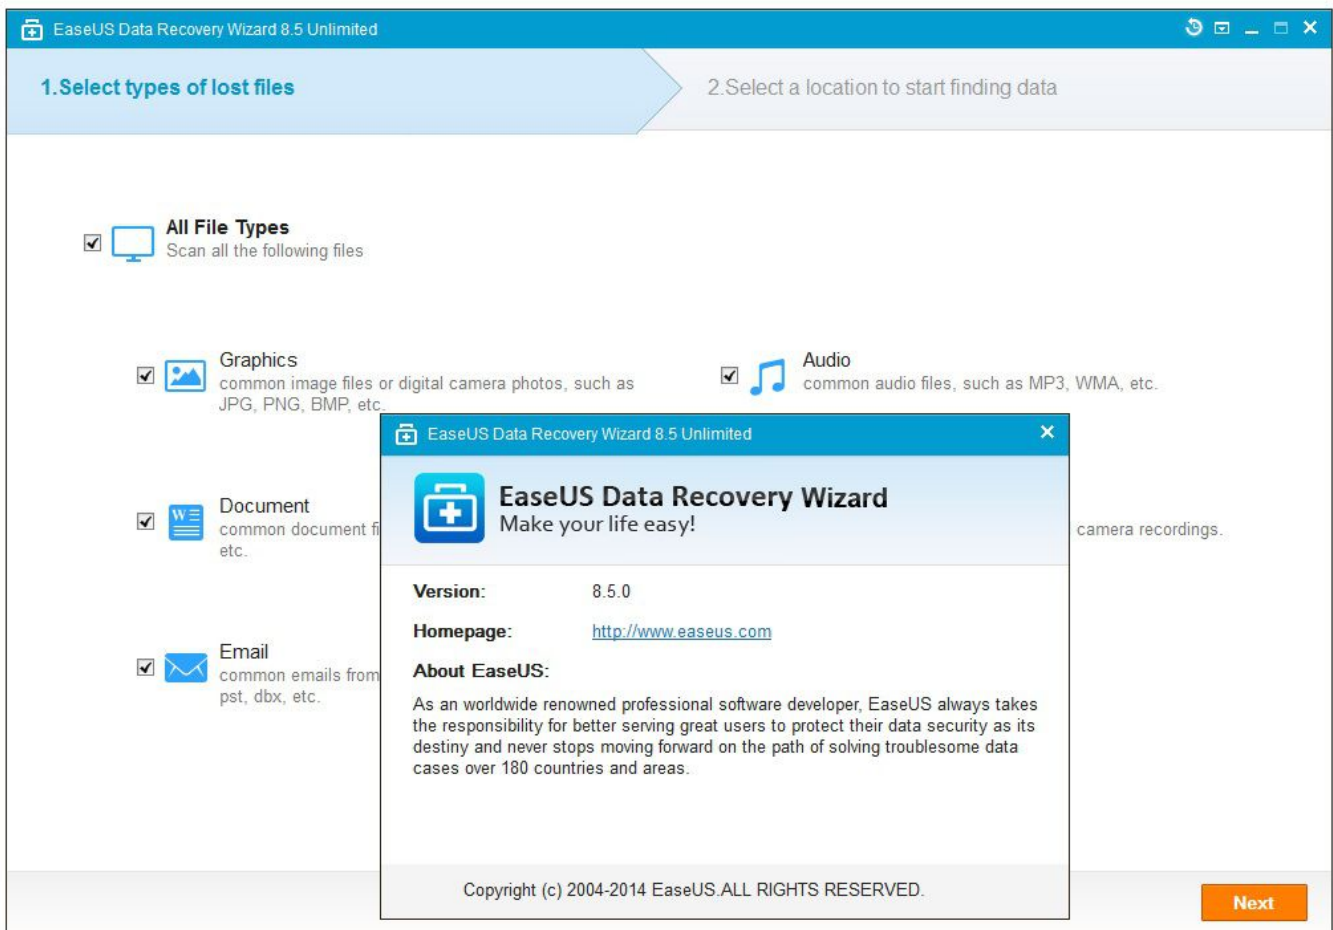 EaseUS Data Recovery Wizard 8.5 Unlimited
1.Select types of lost files
2.Select a location to start finding data
All File Types
Scan all the following files
Graphics
common image files or digital camera photos, such as
JPG, PNG, BMP, etc.
Audio
common audio files, such as MP3, WMA, etc.
Document
common document fi
etc.
camera recordings.
Email
common emails from
pst, dbx, etc.
EaseUS Data Recovery Wizard 8.5 Unlimited
EaseUS Data Recovery Wizard
Make your life easy!
Version: 8.5.0
Homepage: http://www.easeus.com
About EaseUS:
As an worldwide renowned professional software developer, EaseUS always takes
the responsibility for better serving great users to protect their data security as its
destiny and never stops moving forward on the path of solving troublesome data
cases over 180 countries and areas.
Copyright (c) 2004-2014 EaseUS.ALL RIGHTS RESERVED.
Next